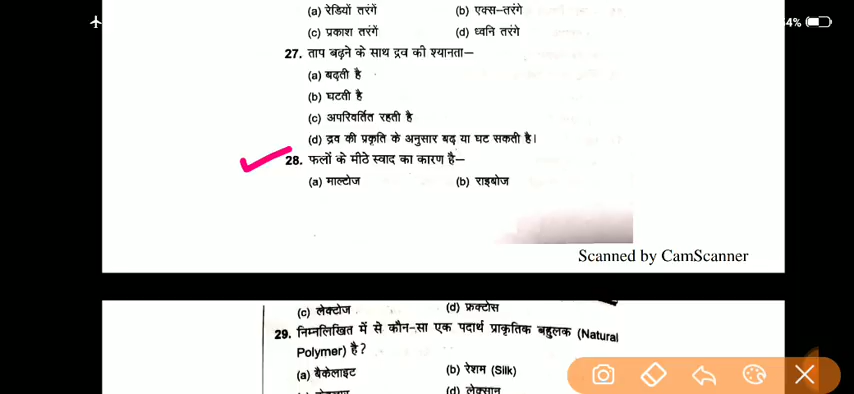 4%
(a) रेडियों तरंगें (b) एक्स–तरंगे
(c) प्रकाश तरंगें (d) ध्वनि तरंगे
27. ताप बढ़ने के साथ द्रव की श्यानता—
(a) बढ़ती है
(b) घटती है
(c) अपरिवर्तित रहती है
(d) द्रव की प्रकृति के अनुसार बढ़ या घट सकती है।
28. फलों के मीठे स्वाद का कारण है—
(a) माल्टोज (b) राइबोज
Scanned by CamScanner
(c) लेक्टोज (d) फ्रक्टोस
29. निम्नलिखित में से कौन-सा एक पदार्थ प्राकृतिक बहुलक (Natural
Polymer) है?
(a) बैकेलाइट (b) रेशम (Silk)
(d) लेक्सान